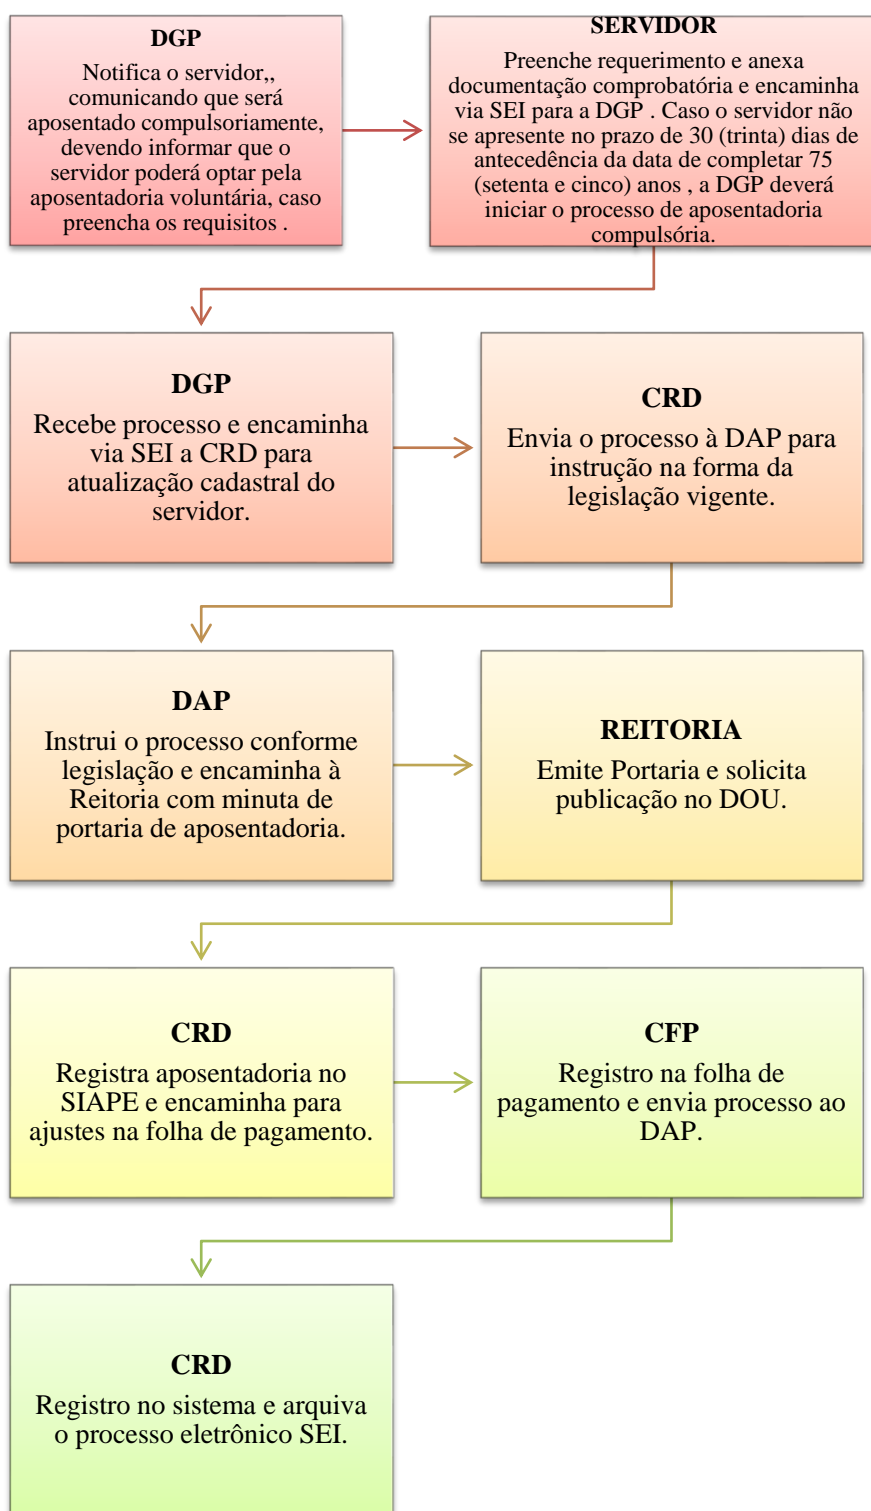 DGP
Notifica o servidor,,
comunicando que será
aposentado compulsoriamente,
devendo informar que o
servidor poderá optar pela
aposentadoria voluntária, caso
preencha os requisitos .
SERVIDOR
Preenche requerimento e anexa
documentação comprobatória e encaminha
via SEI para a DGP . Caso o servidor não
se apresente no prazo de 30 (trinta) dias de
antecedência da data de completar 75
(setenta e cinco) anos , a DGP deverá
iniciar o processo de aposentadoria
compulsória.
DGP
Recebe processo e encaminha
via SEI a CRD para
atualização cadastral do
servidor.
CRD
Envia o processo à DAP para
instrução na forma da
legislação vigente.
DAP
Instrui o processo conforme
legislação e encaminha à
Reitoria com minuta de
portaria de aposentadoria.
REITORIA
Emite Portaria e solicita
publicação no DOU.
CRD
Registra aposentadoria no
SIAPE e encaminha para
ajustes na folha de pagamento.
CFP
Registro na folha de
pagamento e envia processo ao
DAP.
CRD
Registro no sistema e arquiva
o processo eletrônico SEI.